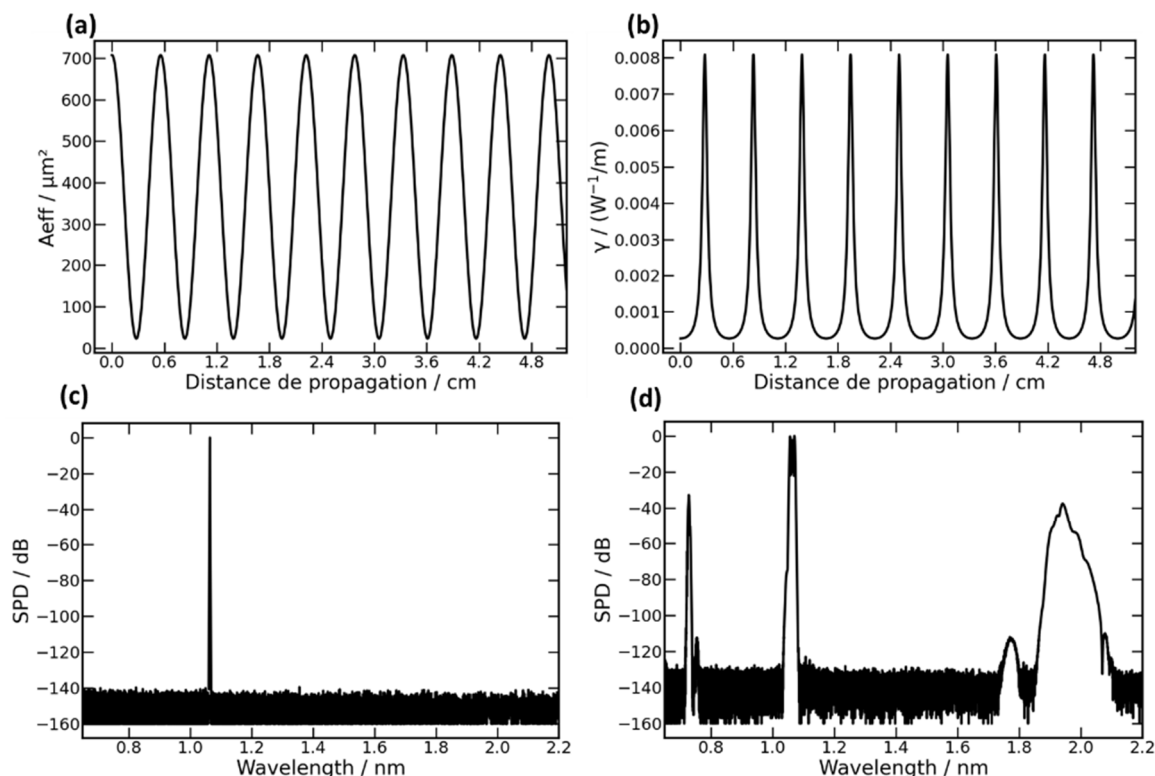 (a)
700
600
500
400
300
200
100
0
Aeff / µm²
0.0 0.6 1.2 1.8 2.4 3.0 3.6 4.2 4.8
Distance de propagation / cm
(b)
0.008
0.007
0.006
0.005
0.004
0.003
0.002
0.001
0.000
γ / (W⁻¹/m)
0.0 0.6 1.2 1.8 2.4 3.0 3.6 4.2 4.8
Distance de propagation / cm
(c)
0
−20
−40
−60
−80
−100
−120
−140
−160
SPD / dB
0.8 1.0 1.2 1.4 1.6 1.8 2.0 2.2
Wavelength / nm
(d)
0
−20
−40
−60
−80
−100
−120
−140
−160
SPD / dB
0.8 1.0 1.2 1.4 1.6 1.8 2.0 2.2
Wavelength / nm